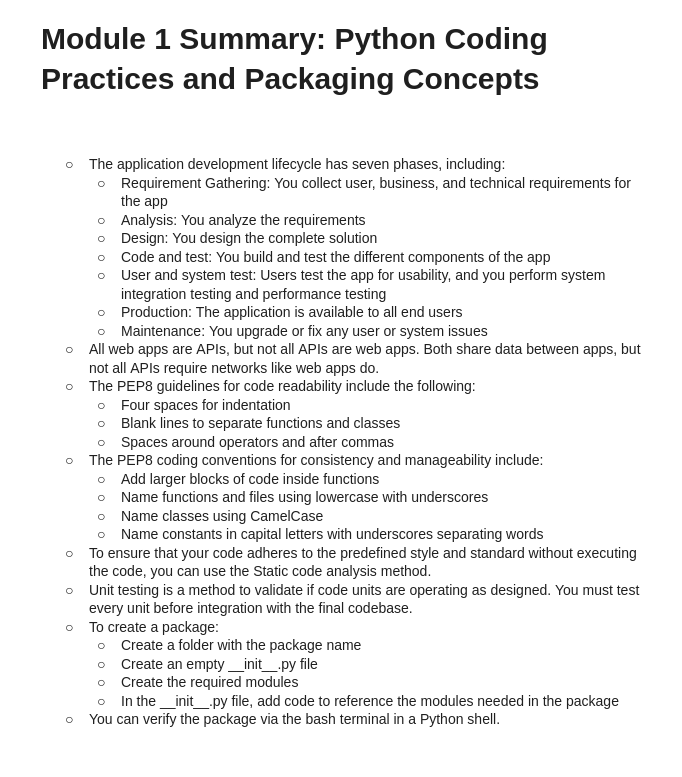 Module 1 Summary: Python Coding
Practices and Packaging Concepts
○ The application development lifecycle has seven phases, including:
○ Requirement Gathering: You collect user, business, and technical requirements for
the app
○ Analysis: You analyze the requirements
○ Design: You design the complete solution
○ Code and test: You build and test the different components of the app
○ User and system test: Users test the app for usability, and you perform system
integration testing and performance testing
○ Production: The application is available to all end users
○ Maintenance: You upgrade or fix any user or system issues
○ All web apps are APIs, but not all APIs are web apps. Both share data between apps, but
not all APIs require networks like web apps do.
○ The PEP8 guidelines for code readability include the following:
○ Four spaces for indentation
○ Blank lines to separate functions and classes
○ Spaces around operators and after commas
○ The PEP8 coding conventions for consistency and manageability include:
○ Add larger blocks of code inside functions
○ Name functions and files using lowercase with underscores
○ Name classes using CamelCase
○ Name constants in capital letters with underscores separating words
○ To ensure that your code adheres to the predefined style and standard without executing
the code, you can use the Static code analysis method.
○ Unit testing is a method to validate if code units are operating as designed. You must test
every unit before integration with the final codebase.
○ To create a package:
○ Create a folder with the package name
○ Create an empty __init__.py file
○ Create the required modules
○ In the __init__.py file, add code to reference the modules needed in the package
○ You can verify the package via the bash terminal in a Python shell.